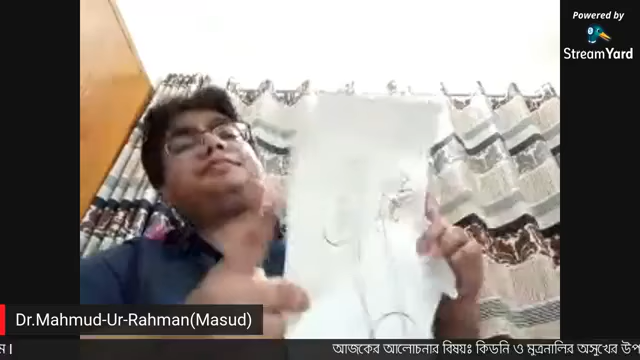 Powered by
StreamYard
Dr.Mahmud-Ur-Rahman(Masud)
আজকের আলোচনার বিষয়ঃ কিডনি ও মুত্রনালির অসুখের উপ